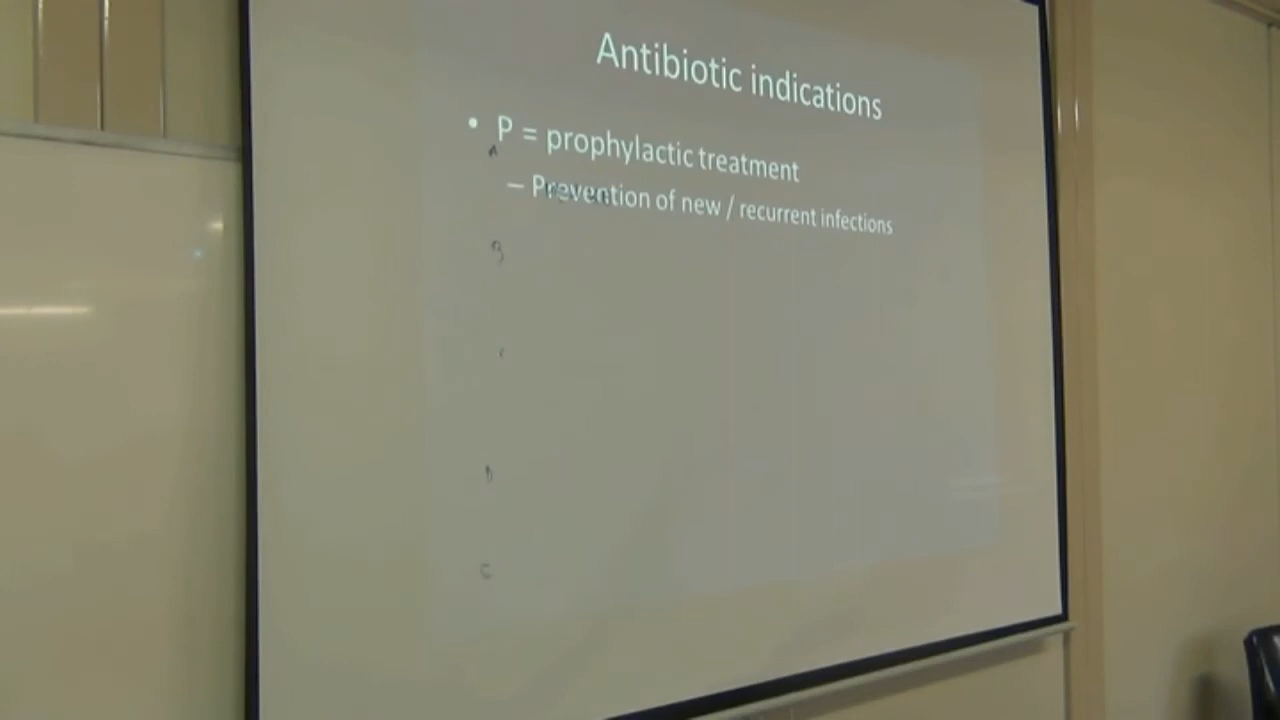 Antibiotic indications
• P = prophylactic treatment
A
– Prevention of new / recurrent infections
B